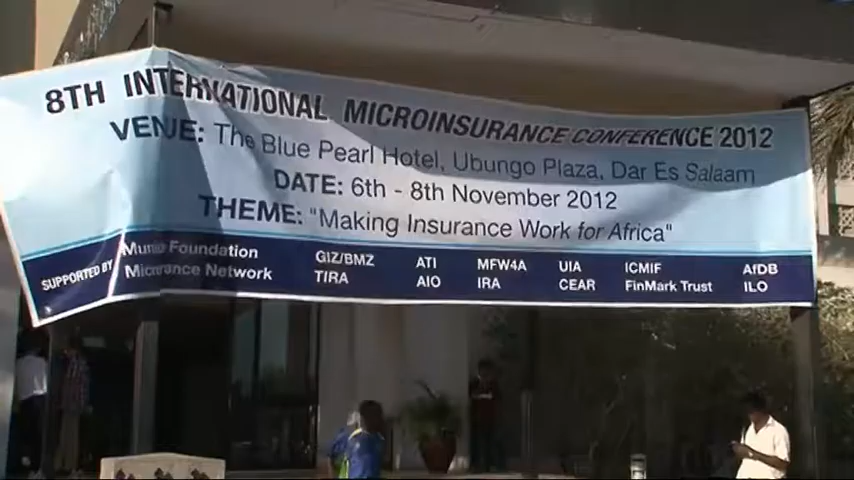 8TH INTERNATIONAL MICROINSURANCE CONFERENCE 2012
VENUE: The Blue Pearl Hotel, Ubungo Plaza, Dar Es Salaam
DATE: 6th - 8th November 2012
THEME: "Making Insurance Work for Africa"
SUPPORTED BY
Munio Foundation GIZ/BMZ ATI MFW4A UIA ICMIF AfDB
Network TIRA AIO IRA CEAR FinMark Trust ILO